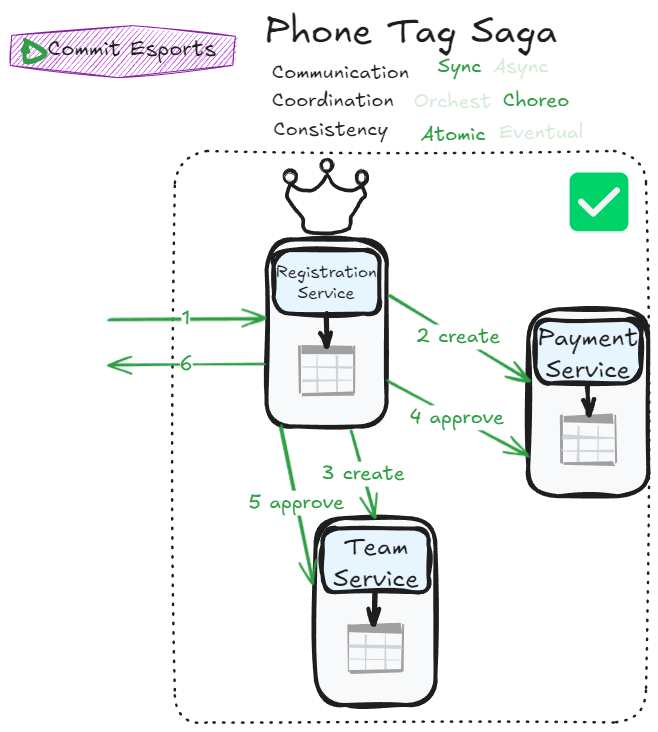 Commit Esports
Phone Tag Saga
Communication Sync Async
Coordination Orchest Choreo
Consistency Atomic Eventual
Registration
Service
1
2 create
Payment
Service
6
4 approve
3 create
5 approve
Team
Service